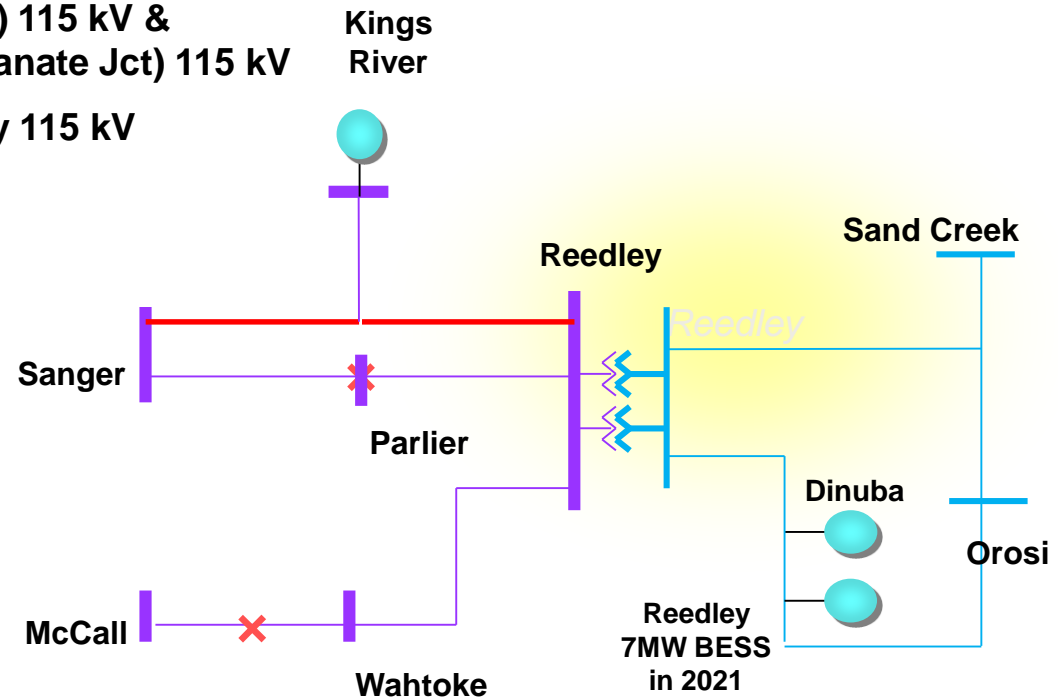 ) 115 kV &
anate Jct) 115 kV
y 115 kV
Kings
River
Sand Creek
Reedley
Reedley
Sanger
Parlier
Dinuba
Orosi
McCall
Reedley
7MW BESS
in 2021
Wahtoke